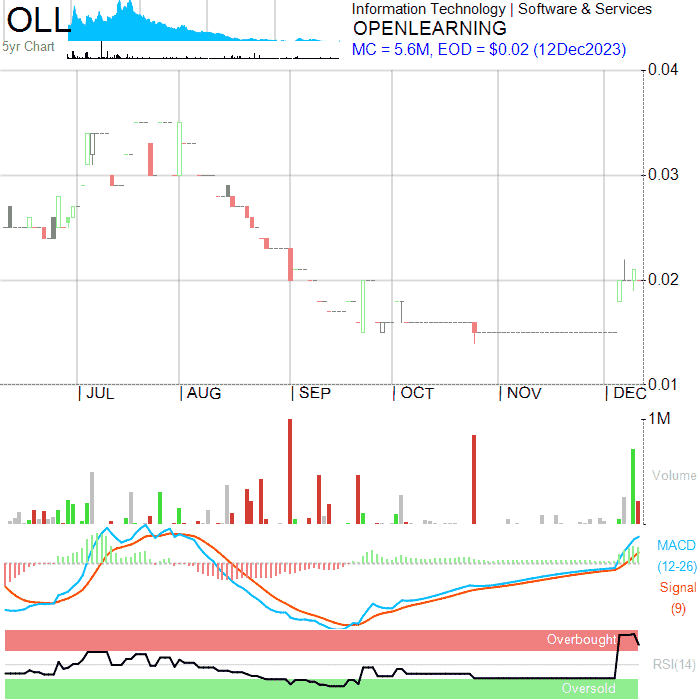 OLL
5yr Chart
Information Technology | Software & Services
OPENLEARNING
MC = 5.6M, EOD = $0.02 (12Dec2023)
0.04
0.03
0.02
0.01
| JUL | AUG | SEP | OCT | NOV | DEC
1M
Volume
MACD
(12-26)
Signal
(9)
Overbought
RSI(14)
Oversold